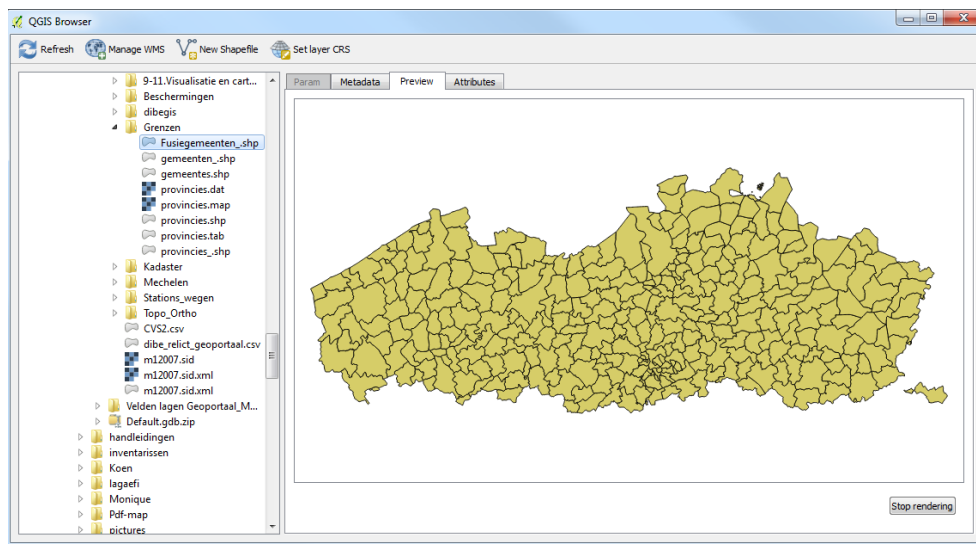 QGIS Browser
Refresh Manage WMS New Shapefile Set layer CRS
9-11.Visualisatie en cart...
Beschermingen
dibegis
Grenzen
Fusiegemeenten_.shp
gemeenten_.shp
gemeentes.shp
provincies.dat
provincies.map
provincies.shp
provincies.tab
provincies_.shp
Kadaster
Mechelen
Stations_wegen
Topo_Ortho
CVS2.csv
dibe_relict_geoportaal.csv
m12007.sid
m12007.sid.xml
m12007.sid.xml
Velden lagen Geoportaal_M...
Default.gdb.zip
handleidingen
inventarissen
Koen
lagaefi
Monique
Pdf-map
pictures
Param Metadata Preview Attributes
Stop rendering